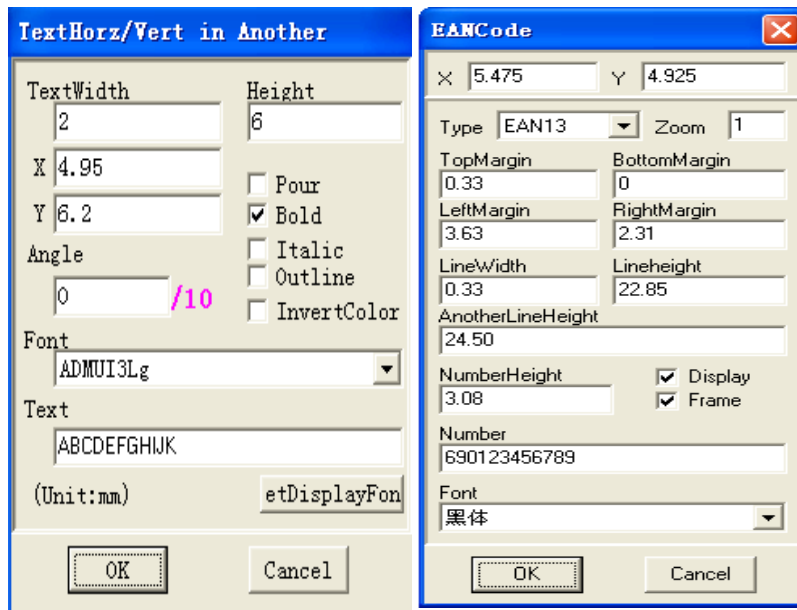 TextHorz/Vert in Another
TextWidth Height
2 6
X 4.95
Pour
Y 6.2
Bold
Angle
Italic
Outline
0 /10
InvertColor
Font
ADMUI3Lg
Text
ABCDEFGHIJK
(Unit:mm) etDisplayFon
OK Cancel
EANCode
X 5.475 Y 4.925
Type EAN13 Zoom 1
TopMargin BottomMargin
0.33 0
LeftMargin RightMargin
3.63 2.31
LineWidth Lineheight
0.33 22.85
AnotherLineHeight
24.50
NumberHeight Display
3.08 Frame
Number
690123456789
Font
黑体
OK Cancel